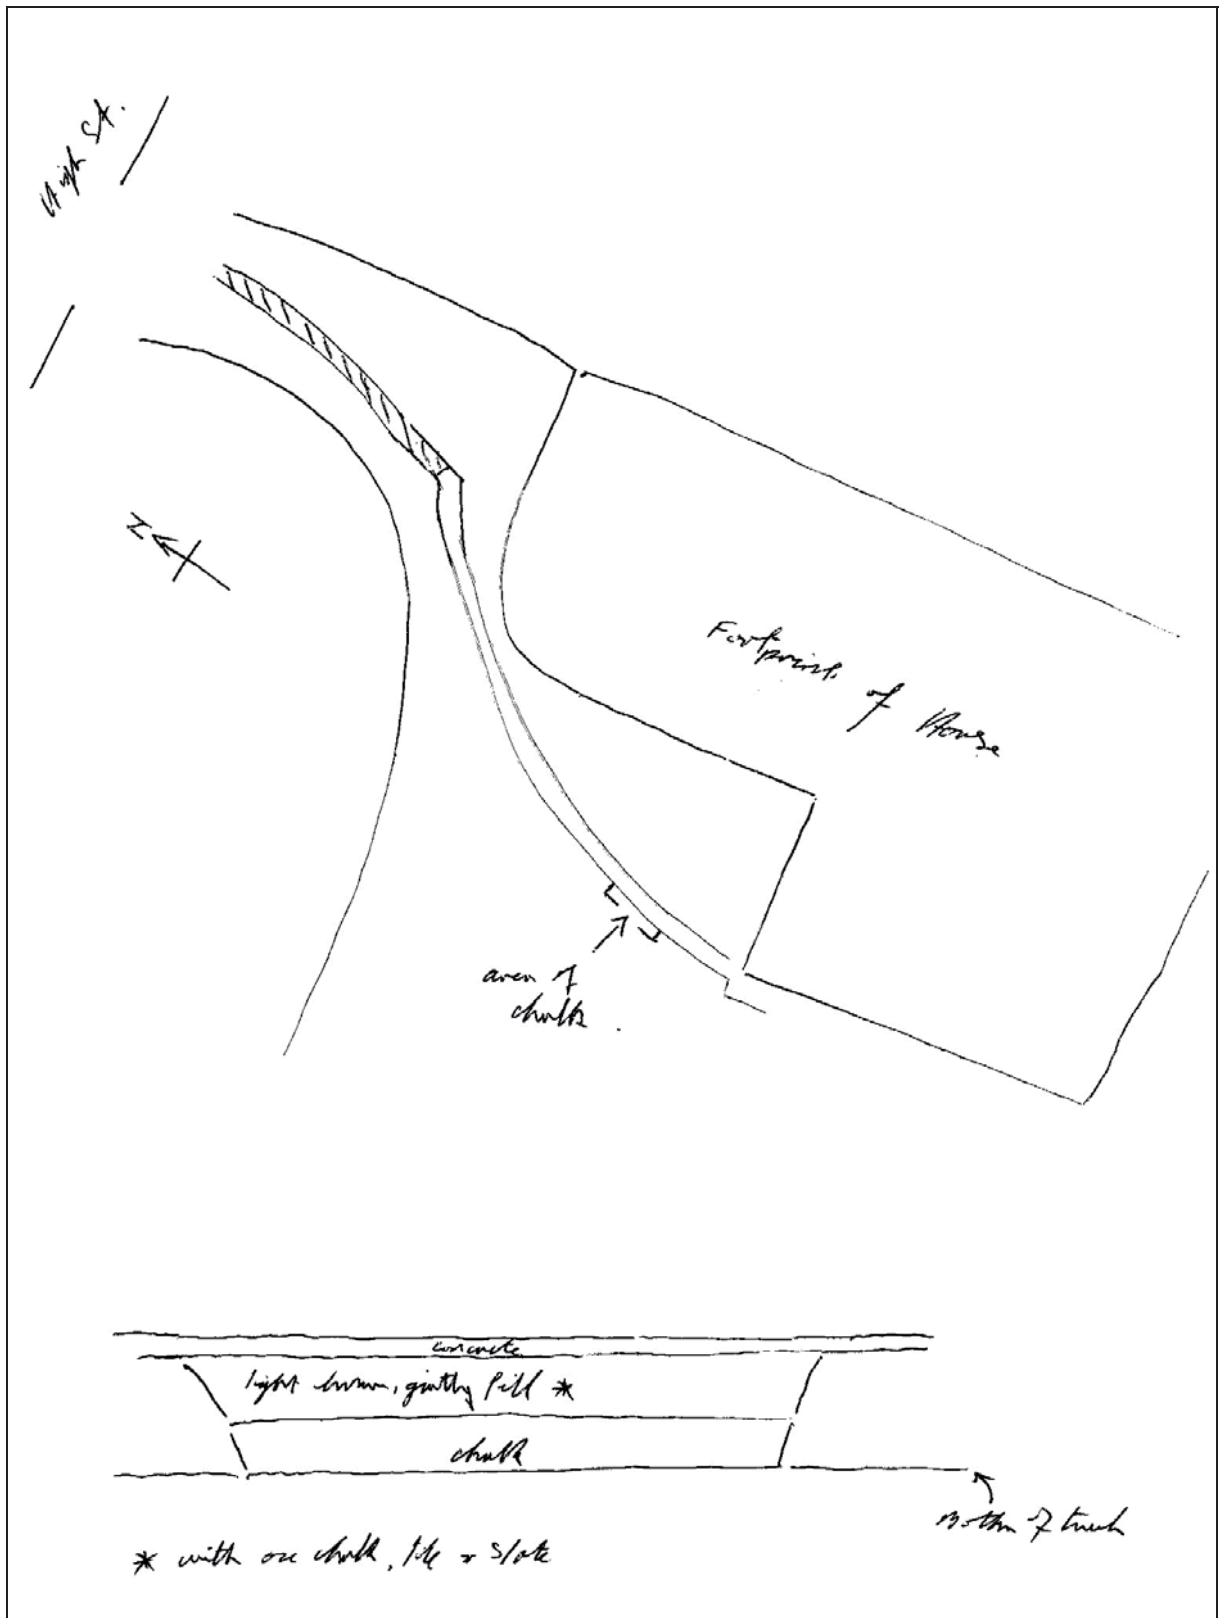 High St.
N
Footprint
of House
area of
chalk
concrete
light brown, gritty fill *
chalk
Bottom of trench
* with occ chalk, tile + slate